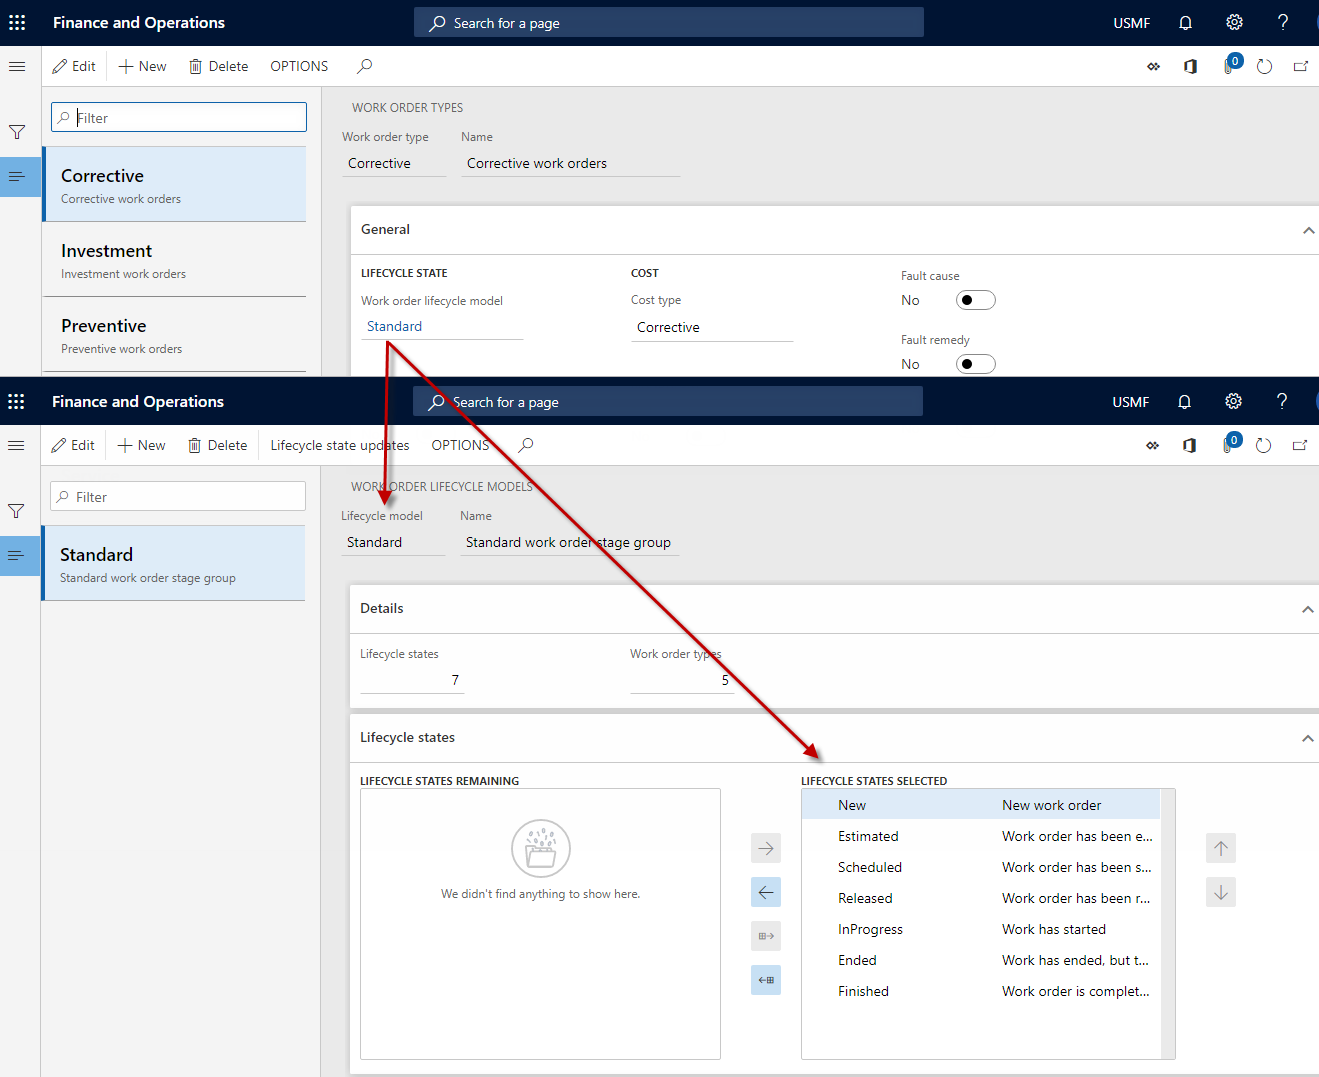 Finance and Operations
Search for a page
USMF
?
Edit
New
Delete
OPTIONS
0
Filter
Corrective
Corrective work orders
Investment
Investment work orders
Preventive
Preventive work orders
WORK ORDER TYPES
Work order type
Name
Corrective
Corrective work orders
General
LIFECYCLE STATE
Work order lifecycle model
Standard
COST
Cost type
Corrective
Fault cause
No
Fault remedy
No
Finance and Operations
Search for a page
USMF
?
Edit
New
Delete
Lifecycle state updates
OPTIONS
0
Filter
Standard
Standard work order stage group
WORK ORDER LIFECYCLE MODELS
Lifecycle model
Name
Standard
Standard work order stage group
Details
Lifecycle states
7
Work order types
5
Lifecycle states
LIFECYCLE STATES REMAINING
We didn't find anything to show here.
LIFECYCLE STATES SELECTED
New New work order
Estimated Work order has been e...
Scheduled Work order has been s...
Released Work order has been r...
InProgress Work has started
Ended Work has ended, but t...
Finished Work order is complet...